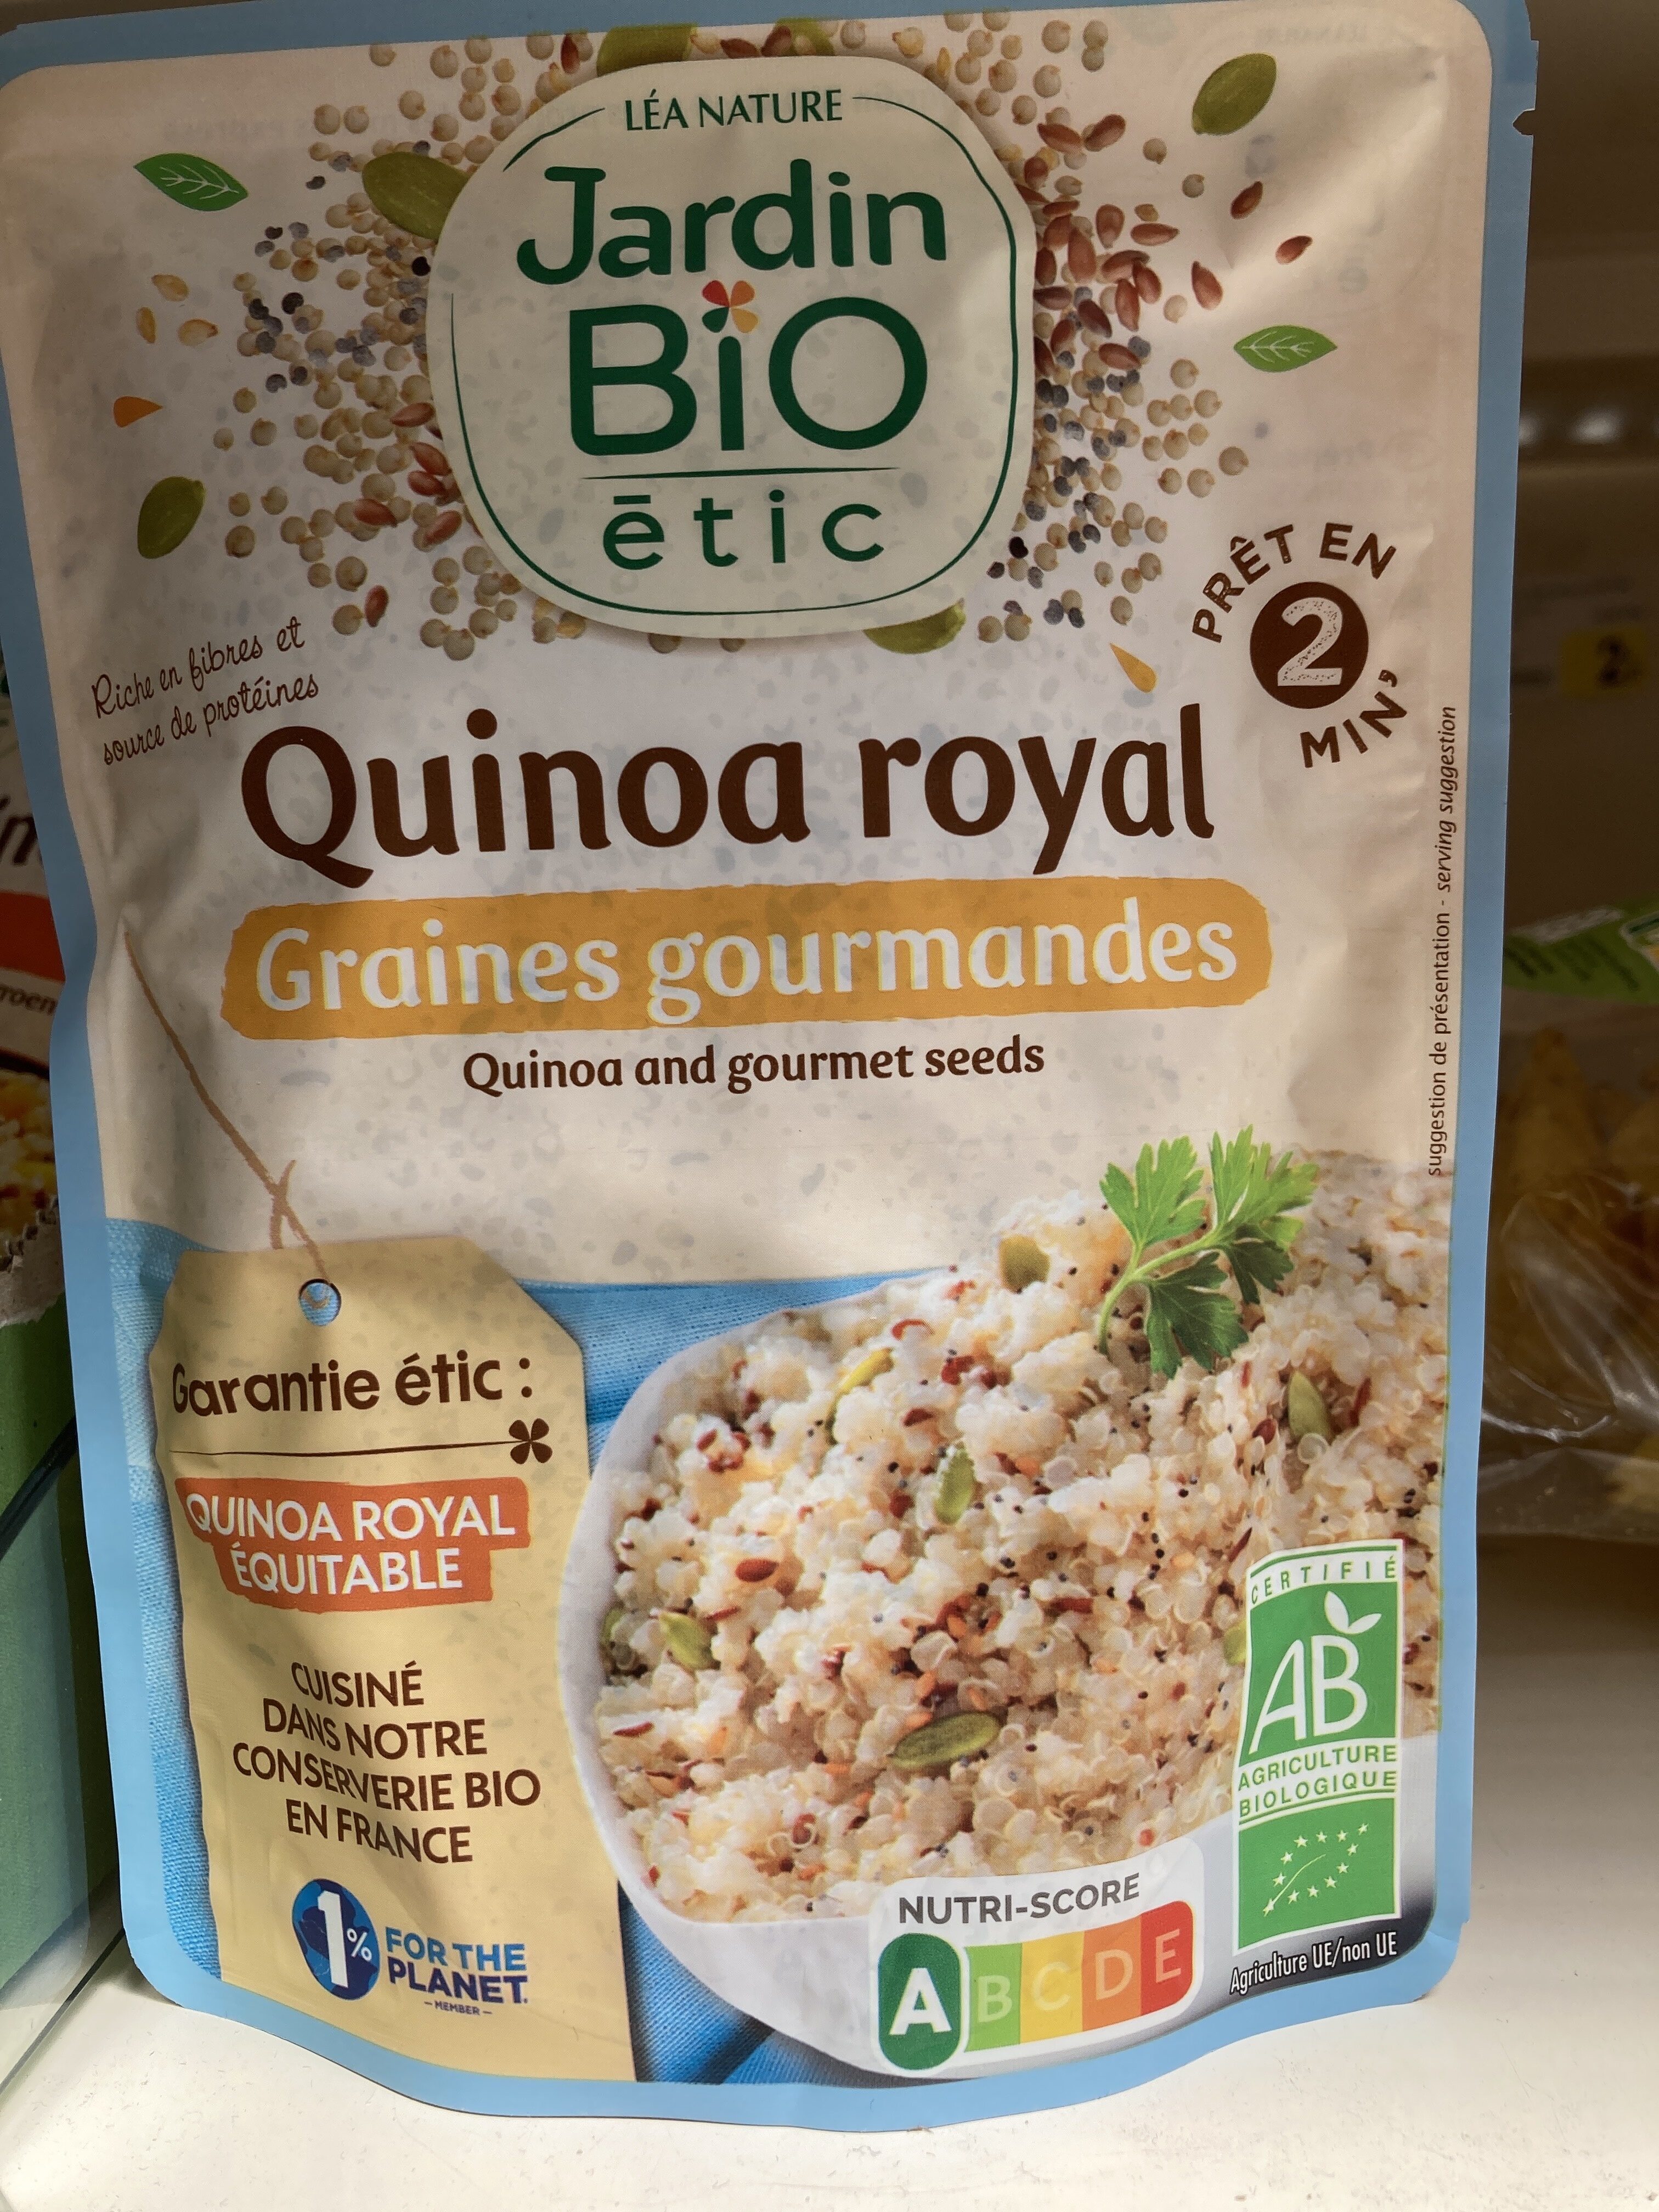 LÉA NATURE
Jardin
BiO
ētic
PRÊT EN
2
MIN'
Riche en fibres et
source de protéines
Quinoa royal
Graines gourmandes
Quinoa and gourmet seeds
suggestion de présentation - serving suggestion
Garantie étic :
QUINOA ROYAL
ÉQUITABLE
CUISINÉ
DANS NOTRE
CONSERVERIE BIO
EN FRANCE
1%
FOR THE
PLANET
MEMBER
NUTRI-SCORE
A B C D E
CERTIFIÉ
AB
AGRICULTURE
BIOLOGIQUE
Agriculture UE/non UE